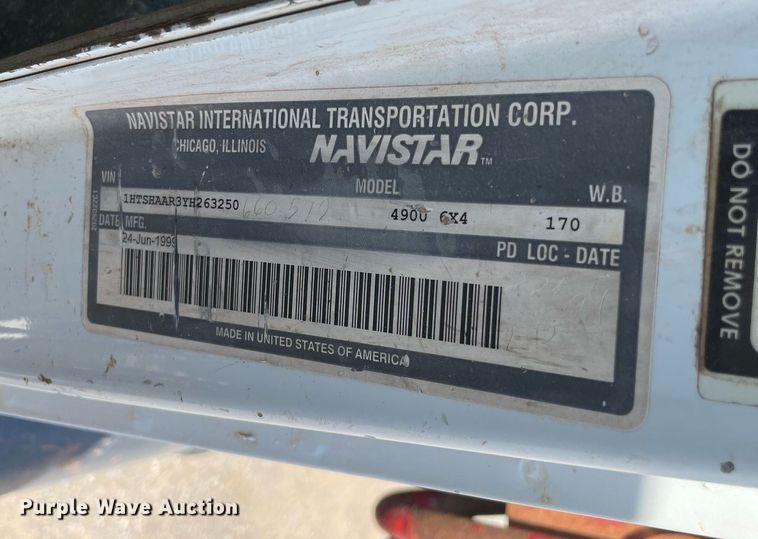 NAVISTAR INTERNATIONAL TRANSPORTATION CORP.
CHICAGO, ILLINOIS NAVISTAR TM
VIN MODEL W.B.
1HTSHAAR3YH263250 4900 6X4 170
DATE MFG. PD LOC - DATE
24-Jun-1999
MADE IN UNITED STATES OF AMERICA
DO NOT REMOVE
Purple Wave Auction